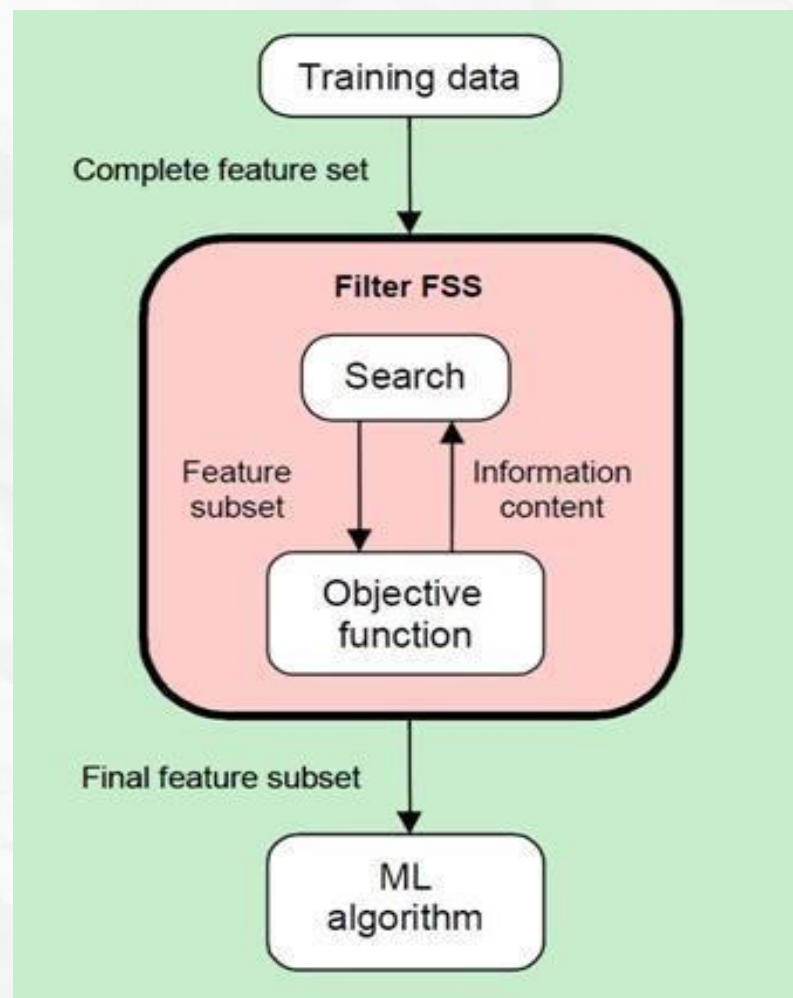 Training data
Complete feature set
Filter FSS
Search
Feature
subset
Information
content
Objective
function
Final feature subset
ML
algorithm